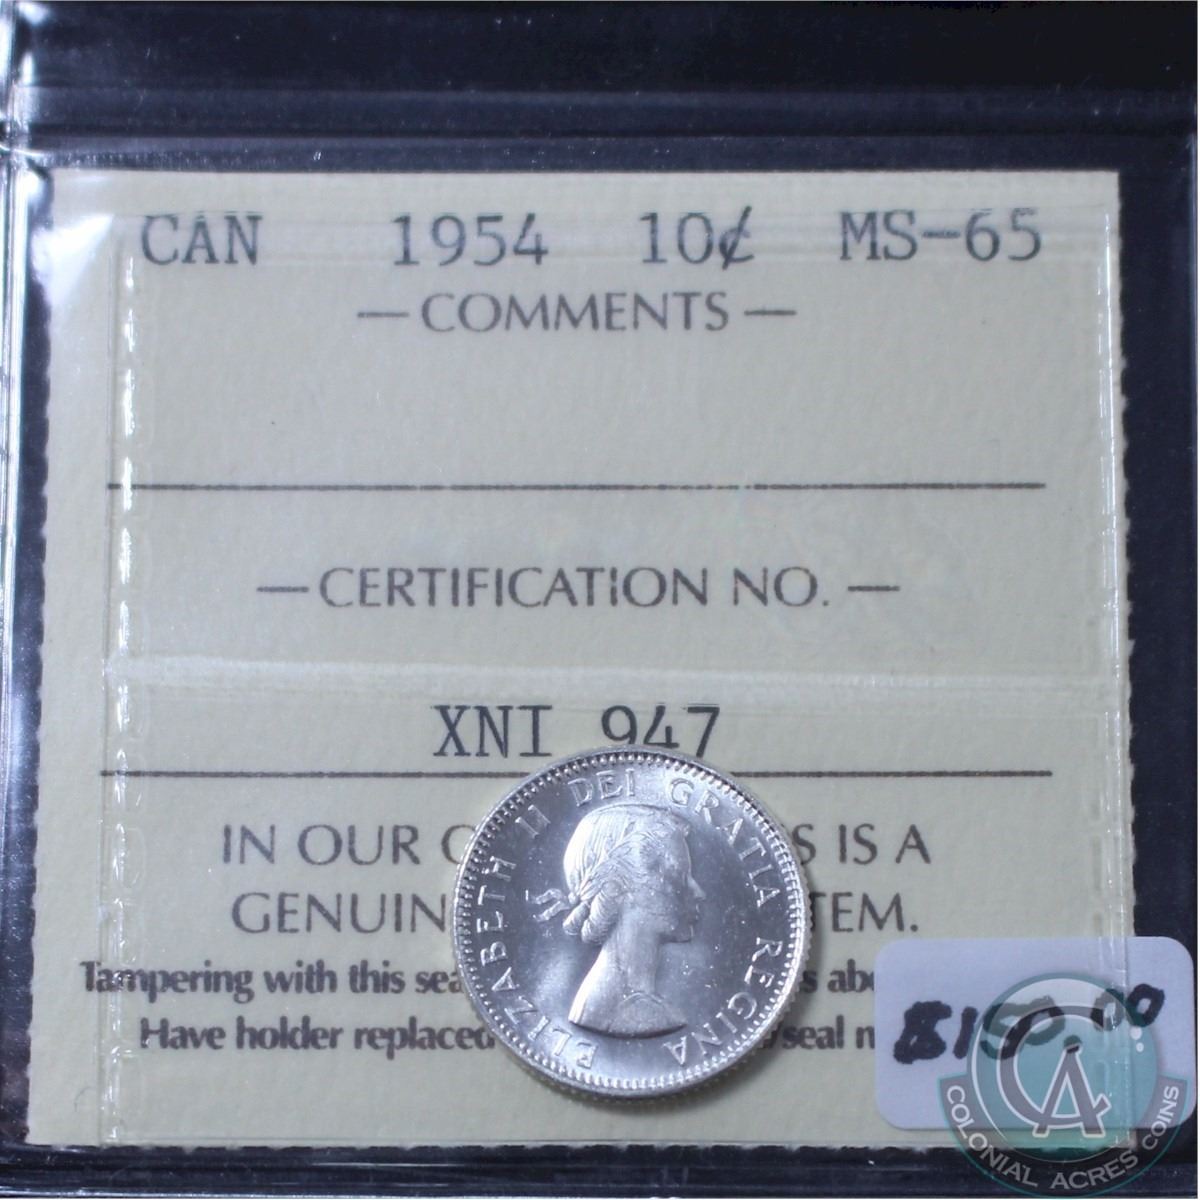 CAN 1954 10¢ MS-65
— COMMENTS —
— CERTIFICATION NO. —
XNI 947
IN OUR S IS A
GENUIN TEM.
Tampering with this sea s abo
Have holder replaced /seal n
ELIZABETH II DEI GRATIA REGINA
$150.00
CA
COLONIAL ACRES COINS